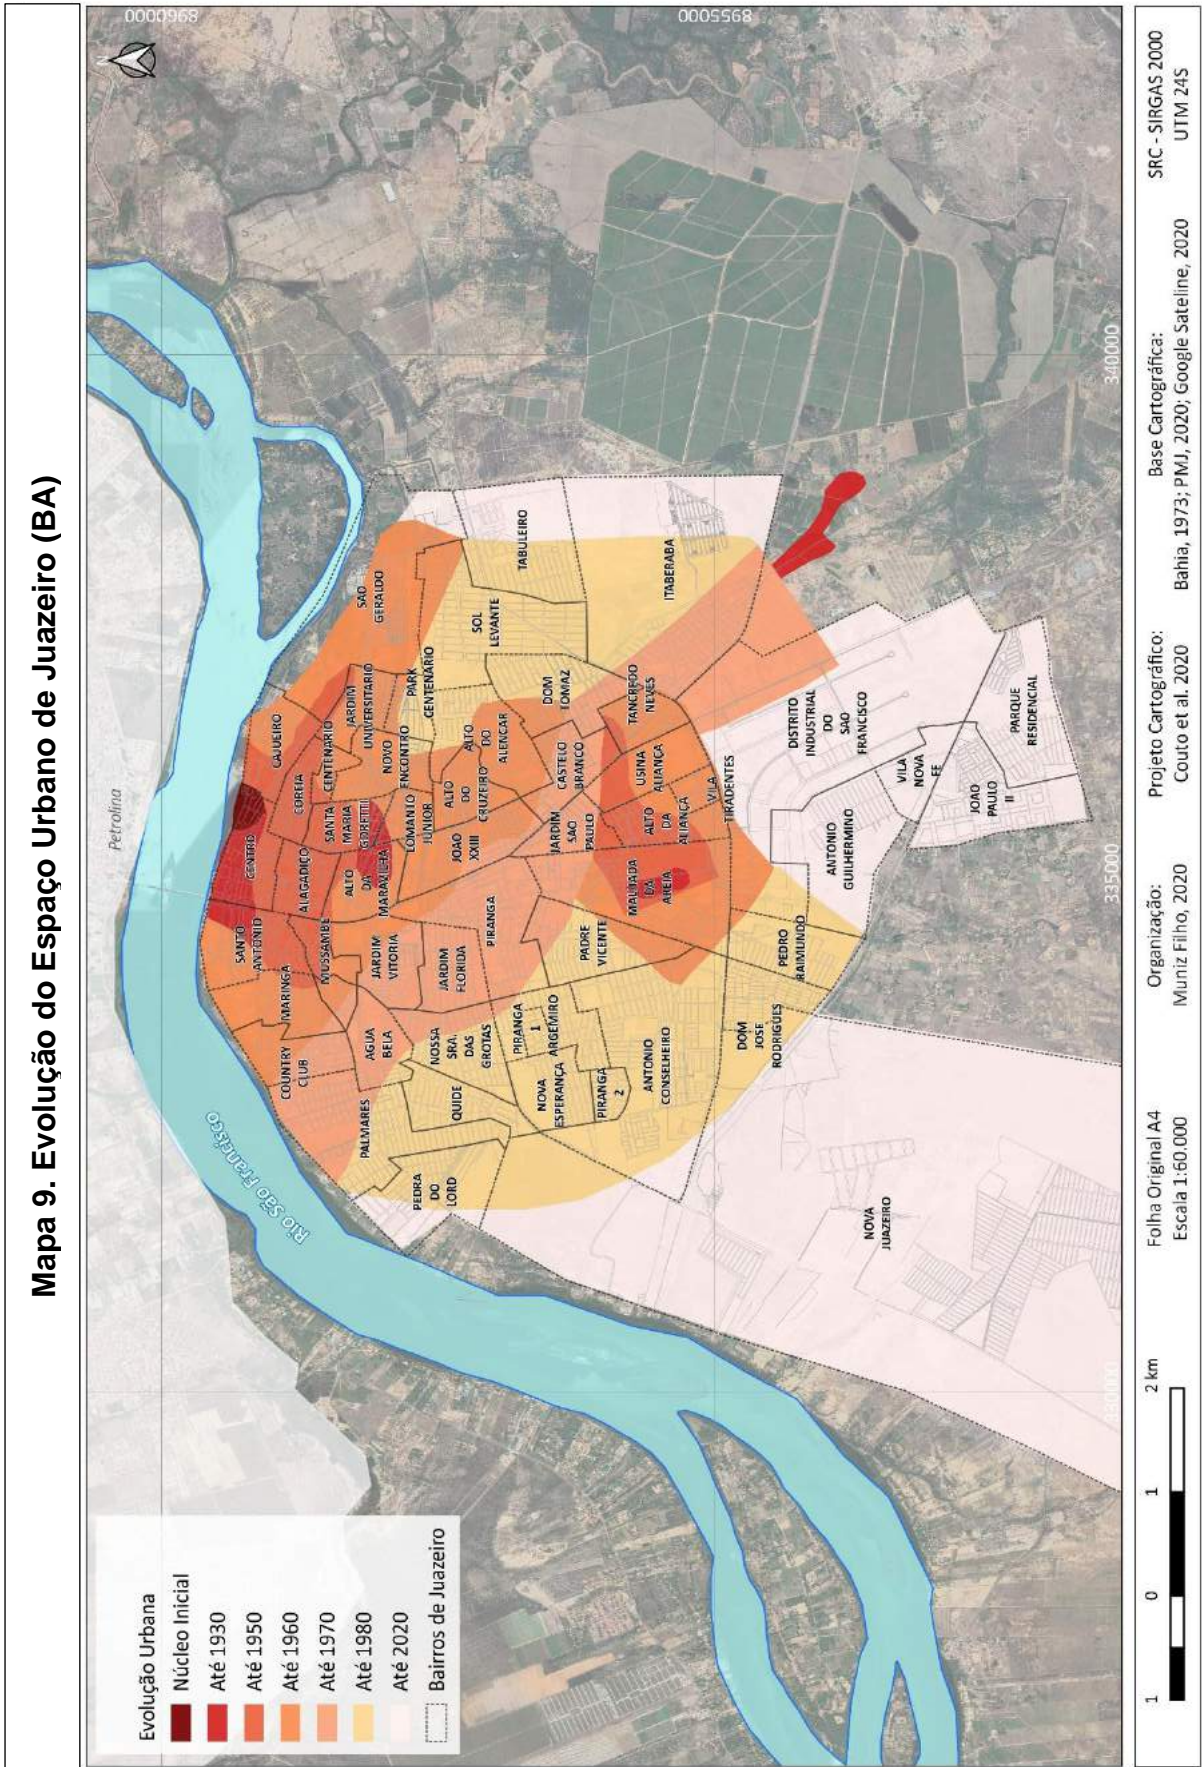 Mapa 9. Evolução do Espaço Urbano de Juazeiro (BA)
Evolução Urbana
Núcleo Inicial
Até 1930
Até 1950
Até 1960
Até 1970
Até 1980
Até 2020
Bairros de Juazeiro
N
8960000
8955000
330000
335000
340000
Petrolina
Rio São Francisco
CENTRO
SANTO
ANTONIO
CAJUEIRO
COREIA
ALAGADIÇO
MARINGA
COUNTRY
CLUB
MUSSAMBE
CENTENARIO
SANTA
MARIA
GORETTI
ALTO
DA
MARAVILHA
JARDIM
UNIVERSITARIO
SAO
GERALDO
NOVO
ENCONTRO
PARK
CENTENARIO
LOMANTO
JUNIOR
JARDIM
VITORIA
AGUA
BELA
PALMARES
JOAO
XXIII
ALTO
DO
CRUZEIRO
ALTO
DO
ALENCAR
SOL
LEVANTE
TABULEIRO
JARDIM
FLORIDA
PIRANGA
NOSSA
SRA.
DAS
GROTAS
QUIDE
PEDRA
DO
LORD
PIRANGA
1
ARGEMIRO
NOVA
ESPERANÇA
PIRANGA
2
DOM
TOMAZ
CASTELO
BRANCO
JARDIM
SAO
PAULO
PADRE
VICENTE
ITABERABA
TANCREDO
NEVES
USINA
ALIANÇA
ALTO
DA
ALIANÇA
MALHADA
DA
AREIA
ANTONIO
CONSELHEIRO
VILA
TIRADENTES
DOM
JOSE
RODRIGUES
PEDRO
RAIMUNDO
DISTRITO
INDUSTRIAL
DO
SAO
FRANCISCO
ANTONIO
GUILHERMINO
NOVA
JUAZEIRO
VILA
NOVA
FE
JOAO
PAULO
II
PARQUE
RESIDENCIAL
1
0
1
2 km
Folha Original A4
Escala 1:60.000
Organização:
Muniz Filho, 2020
Projeto Cartográfico:
Couto et al. 2020
Base Cartográfica:
Bahia, 1973; PMJ, 2020; Google Sateline, 2020
SRC - SIRGAS 2000
UTM 24S